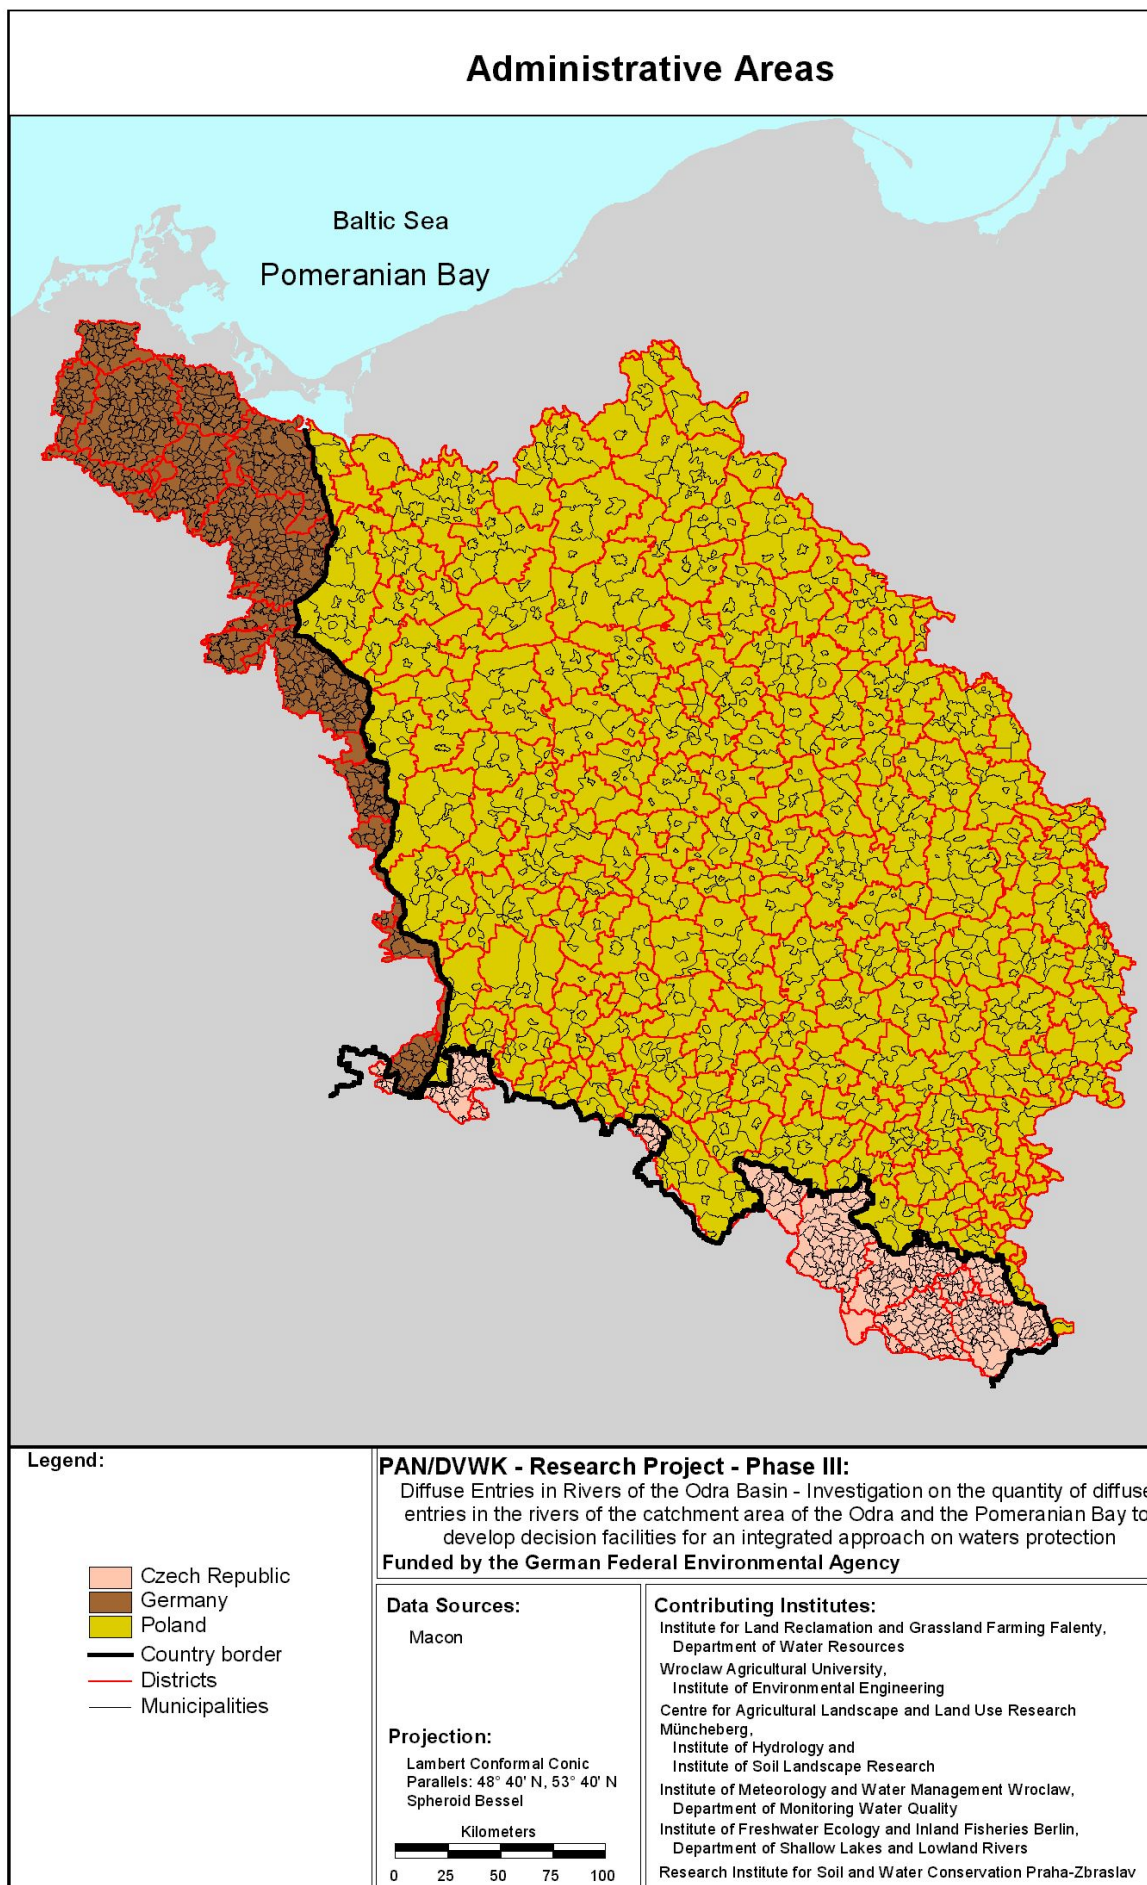 Administrative Areas
Baltic Sea
Pomeranian Bay
Legend:
Czech Republic
Germany
Poland
Country border
Districts
Municipalities
PAN/DVWK - Research Project - Phase III:
Diffuse Entries in Rivers of the Odra Basin - Investigation on the quantity of diffuse
entries in the rivers of the catchment area of the Odra and the Pomeranian Bay to
develop decision facilities for an integrated approach on waters protection
Funded by the German Federal Environmental Agency
Data Sources:
Macon
Projection:
Lambert Conformal Conic
Parallels: 48° 40' N, 53° 40' N
Spheroid Bessel
Kilometers
0 25 50 75 100
Contributing Institutes:
Institute for Land Reclamation and Grassland Farming Falenty,
Department of Water Resources
Wroclaw Agricultural University,
Institute of Environmental Engineering
Centre for Agricultural Landscape and Land Use Research
Müncheberg,
Institute of Hydrology and
Institute of Soil Landscape Research
Institute of Meteorology and Water Management Wroclaw,
Department of Monitoring Water Quality
Institute of Freshwater Ecology and Inland Fisheries Berlin,
Department of Shallow Lakes and Lowland Rivers
Research Institute for Soil and Water Conservation Praha-Zbraslav